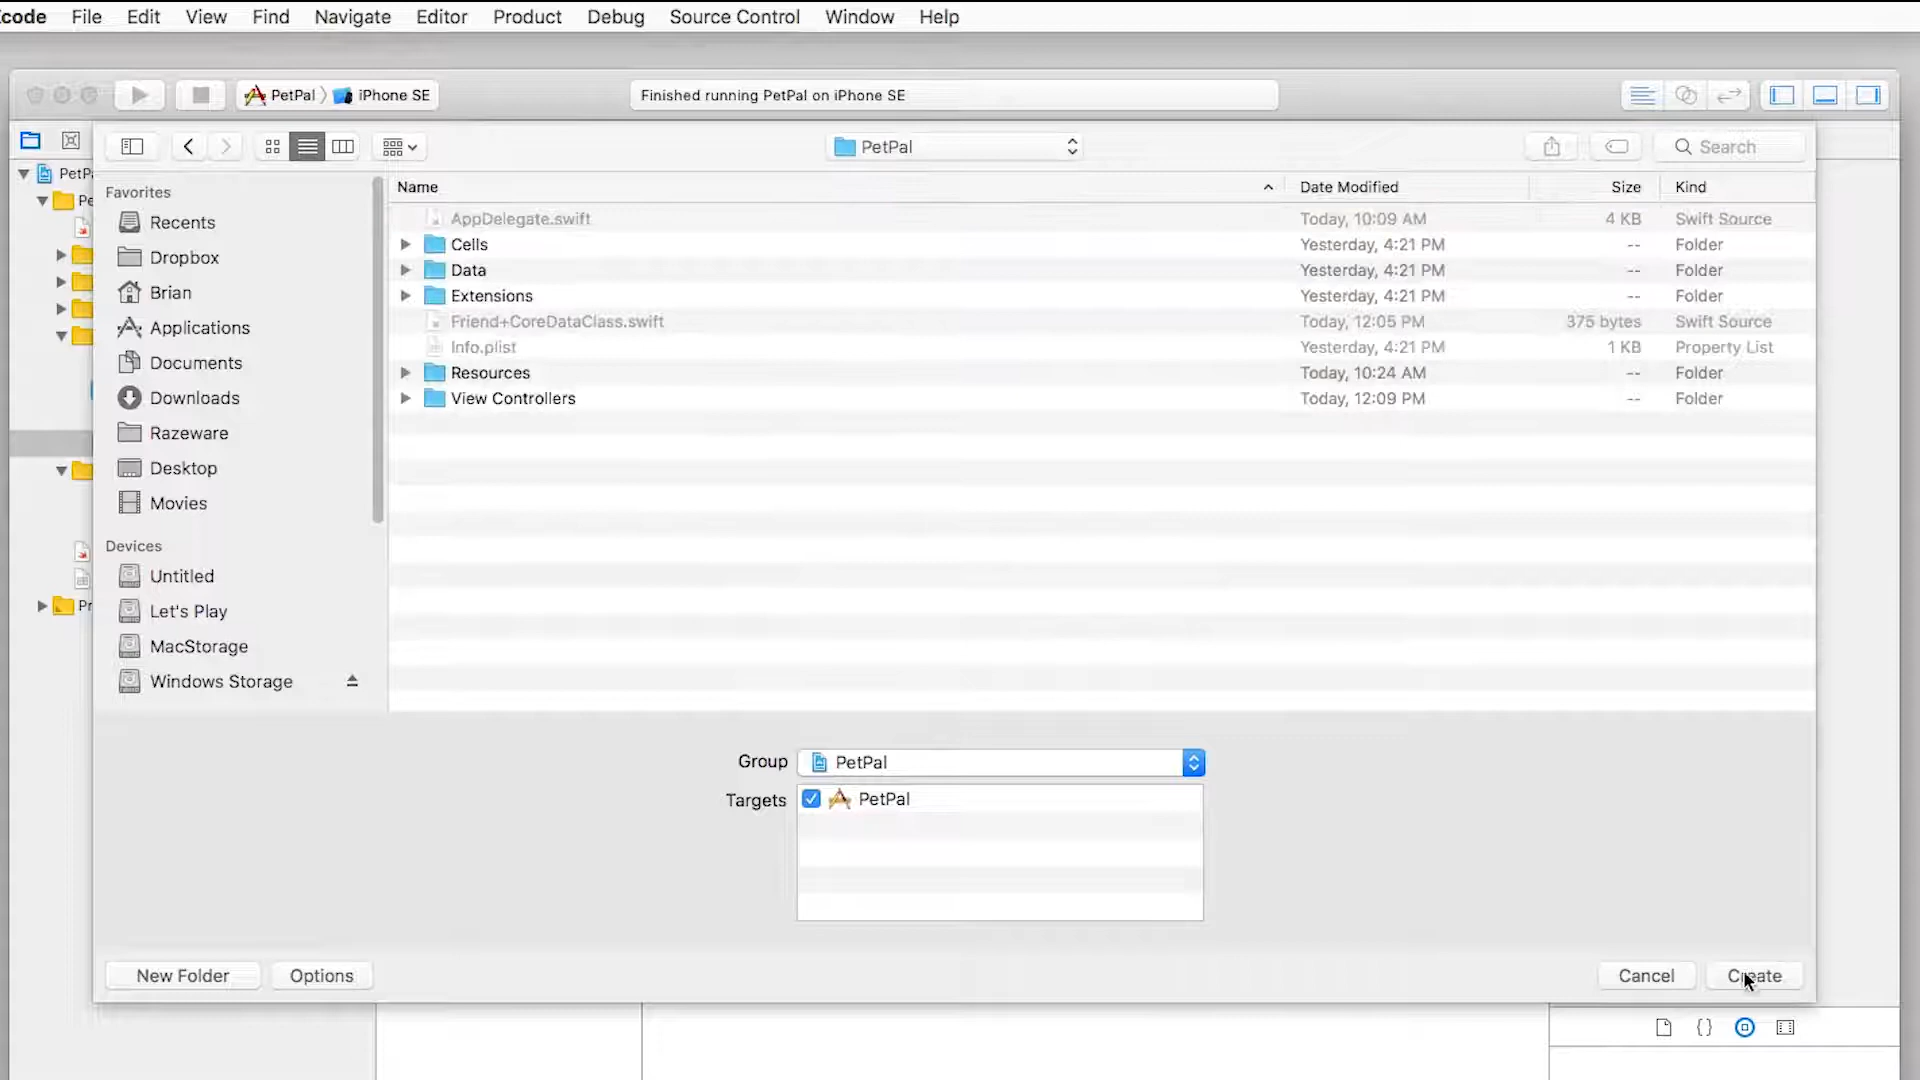 code File Edit View Find Navigate Editor Product Debug Source Control Window Help
PetPal iPhone SE
Finished running PetPal on iPhone SE
PetPal
Search
PetPa
Pe
Pr
Favorites
Recents
Dropbox
Brian
Applications
Documents
Downloads
Razeware
Desktop
Movies
Devices
Untitled
Let's Play
MacStorage
Windows Storage
Name Date Modified Size Kind
AppDelegate.swift Today, 10:09 AM 4 KB Swift Source
Cells Yesterday, 4:21 PM -- Folder
Data Yesterday, 4:21 PM -- Folder
Extensions Yesterday, 4:21 PM -- Folder
Friend+CoreDataClass.swift Today, 12:05 PM 375 bytes Swift Source
Info.plist Yesterday, 4:21 PM 1 KB Property List
Resources Today, 10:24 AM -- Folder
View Controllers Today, 12:09 PM -- Folder
Group PetPal
Targets PetPal
New Folder Options Cancel Create